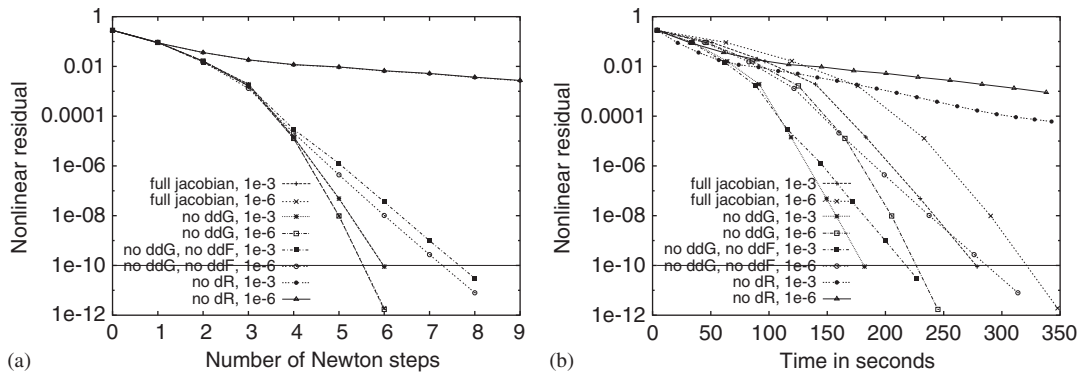 1
0.01
0.0001
1e-06
1e-08
1e-10
1e-12
Nonlinear residual
full jacobian, 1e-3
full jacobian, 1e-6
no ddG, 1e-3
no ddG, 1e-6
no ddG, no ddF, 1e-3
no ddG, no ddF, 1e-6
no dR, 1e-3
no dR, 1e-6
0 1 2 3 4 5 6 7 8 9
(a)
Number of Newton steps
1
0.01
0.0001
1e-06
1e-08
1e-10
1e-12
Nonlinear residual
full jacobian, 1e-3
full jacobian, 1e-6
no ddG, 1e-3
no ddG, 1e-6
no ddG, no ddF, 1e-3
no ddG, no ddF, 1e-6
no dR, 1e-3
no dR, 1e-6
0 50 100 150 200 250 300 350
(b)
Time in seconds